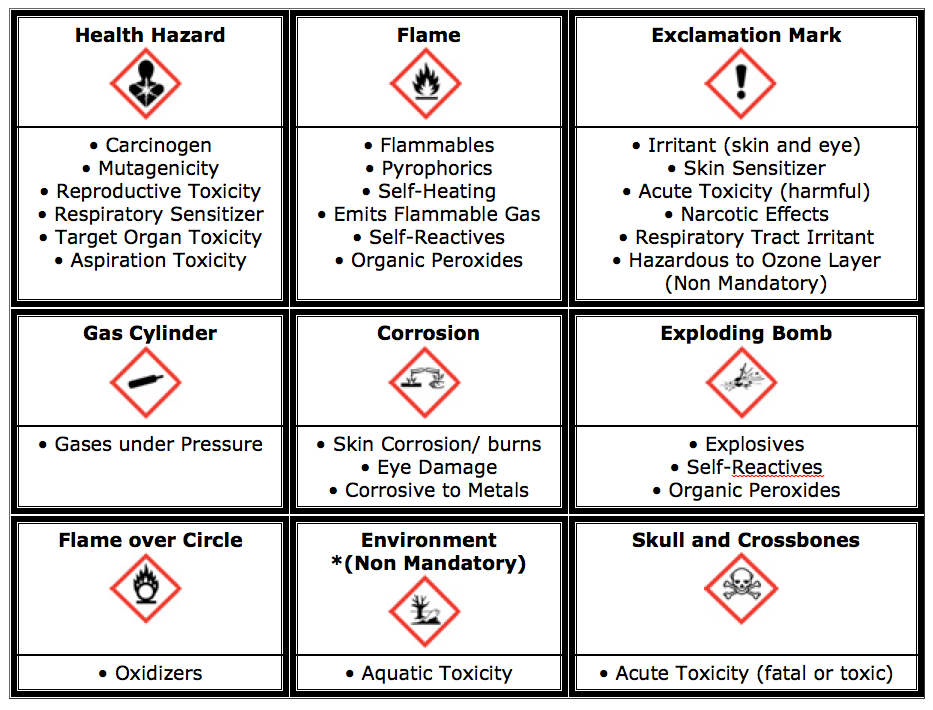 Health Hazard
• Carcinogen
• Mutagenicity
• Reproductive Toxicity
• Respiratory Sensitizer
• Target Organ Toxicity
• Aspiration Toxicity
Flame
• Flammables
• Pyrophorics
• Self-Heating
• Emits Flammable Gas
• Self-Reactives
• Organic Peroxides
Exclamation Mark
• Irritant (skin and eye)
• Skin Sensitizer
• Acute Toxicity (harmful)
• Narcotic Effects
• Respiratory Tract Irritant
• Hazardous to Ozone Layer
(Non Mandatory)
Gas Cylinder
• Gases under Pressure
Corrosion
• Skin Corrosion/ burns
• Eye Damage
• Corrosive to Metals
Exploding Bomb
• Explosives
• Self-Reactives
• Organic Peroxides
Flame over Circle
• Oxidizers
Environment
*(Non Mandatory)
• Aquatic Toxicity
Skull and Crossbones
• Acute Toxicity (fatal or toxic)